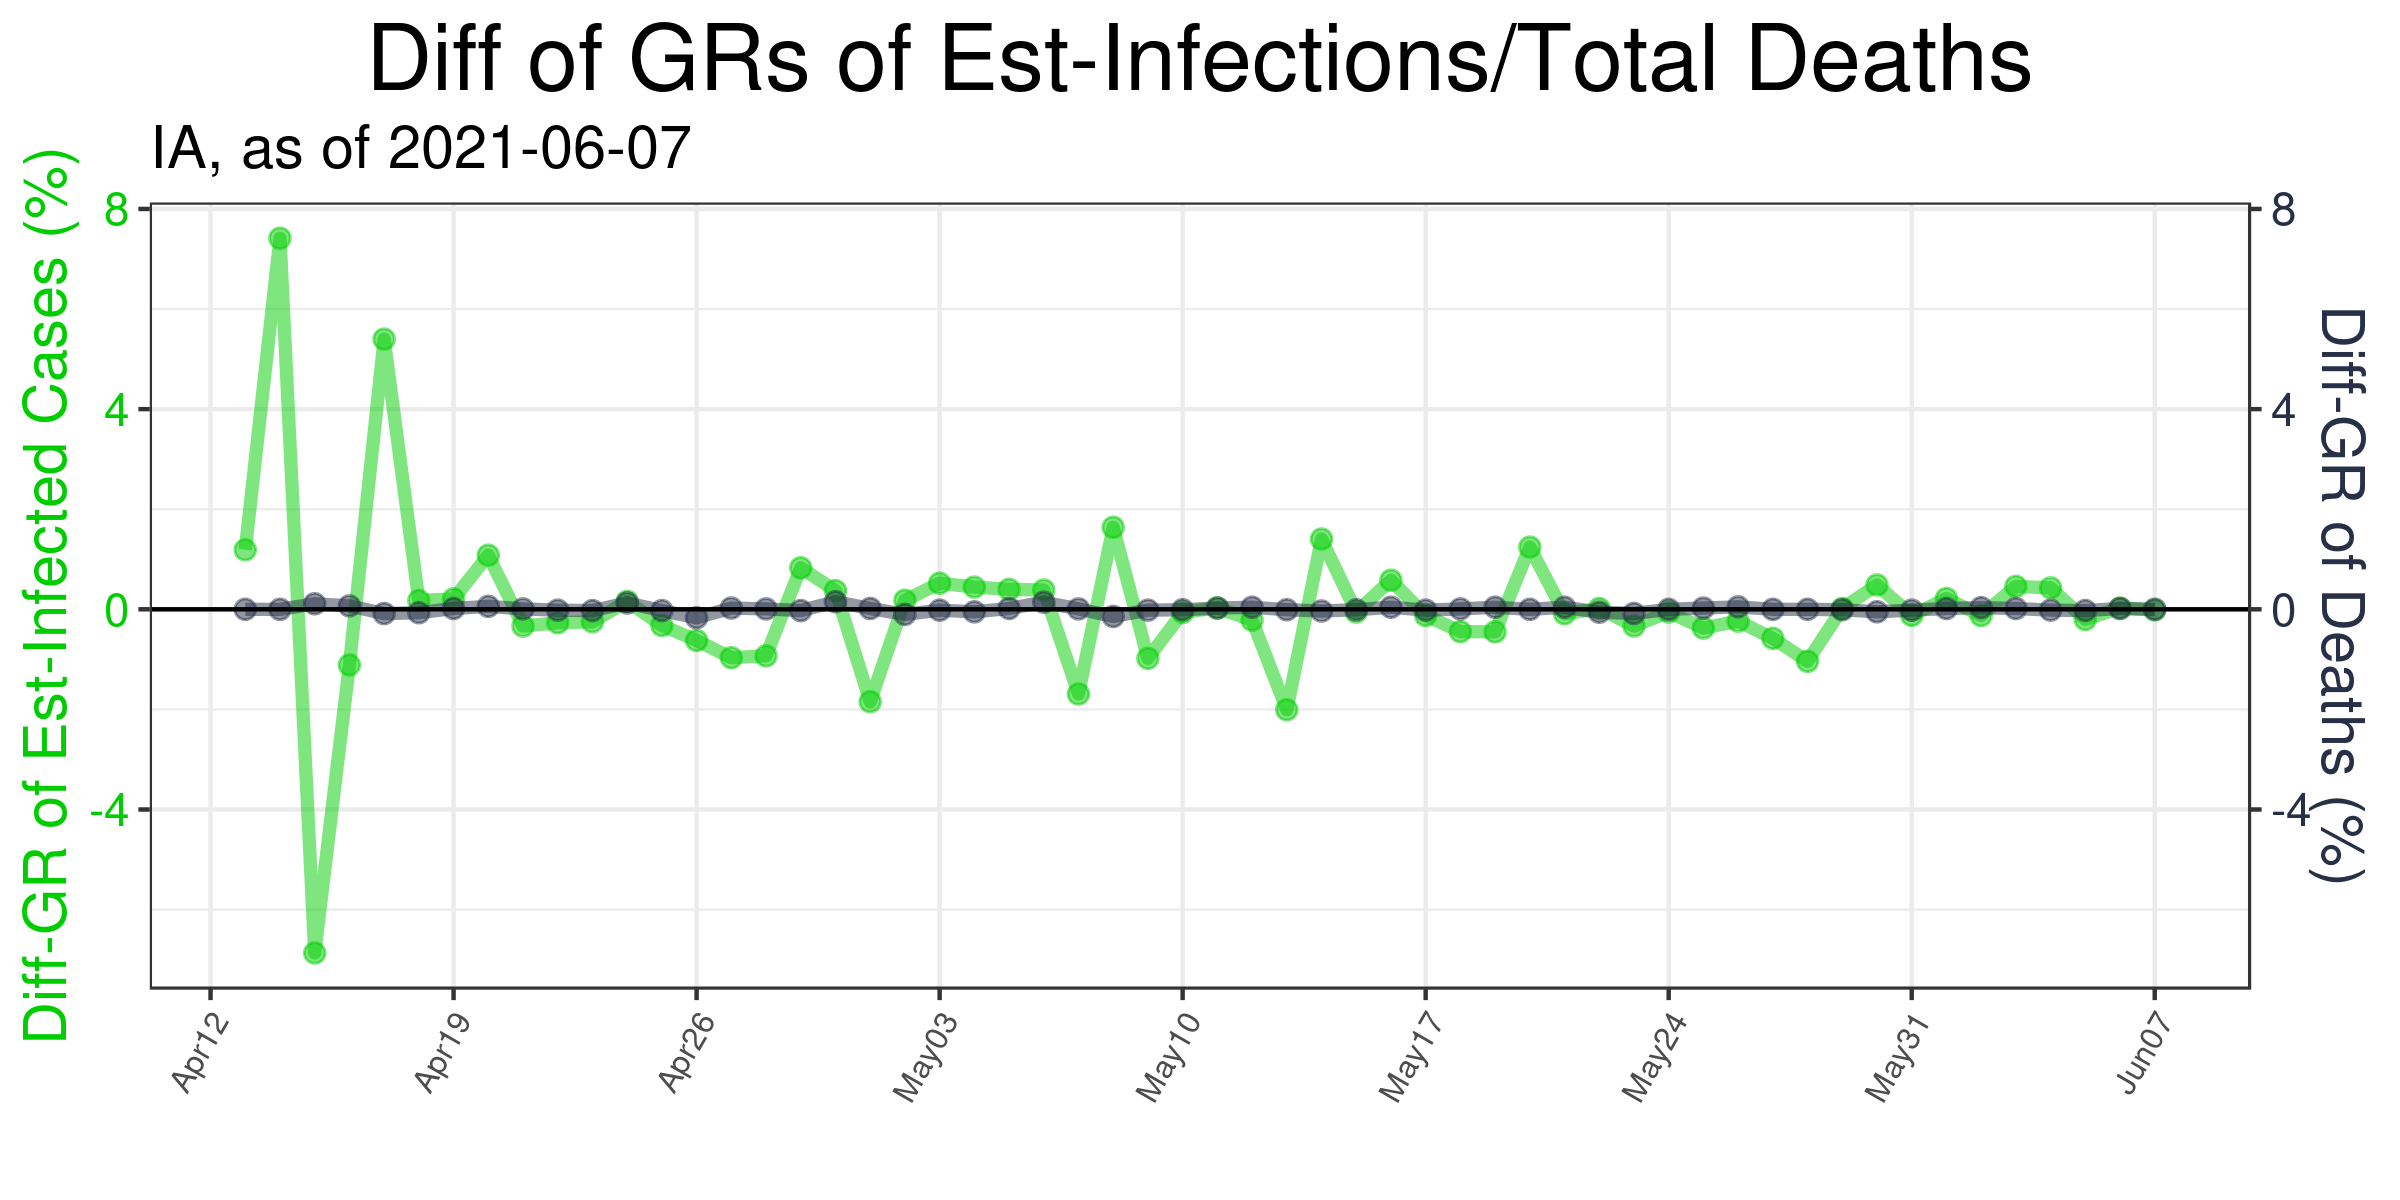 Diff of GRs of Est-Infections/Total Deaths
IA, as of 2021-06-07
Diff-GR of Est-Infected Cases (%)
8
4
0
-4
8
4
0
-4
Diff-GR of Deaths (%)
Apr12
Apr19
Apr26
May03
May10
May17
May24
May31
Jun07